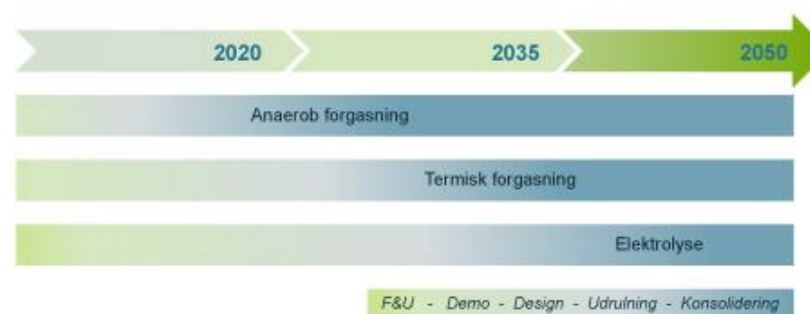 2020 2035 2050
Anaerob forgasning
Termisk forgasning
Elektrolyse
F&U - Demo - Design - Udrulning - Konsolidering